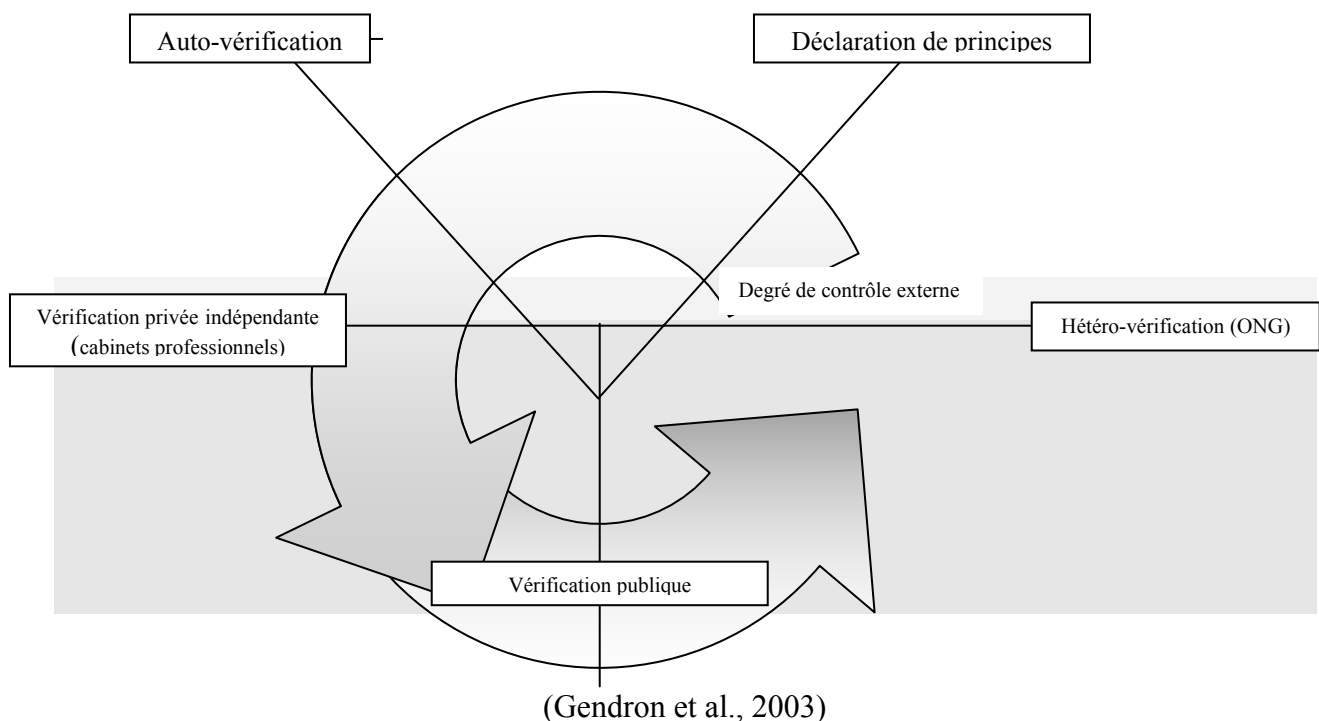 Auto-vérification
Déclaration de principes
Degré de contrôle externe
Vérification privée indépendante
(cabinets professionnels)
Hétéro-vérification (ONG)
Vérification publique
(Gendron et al., 2003)